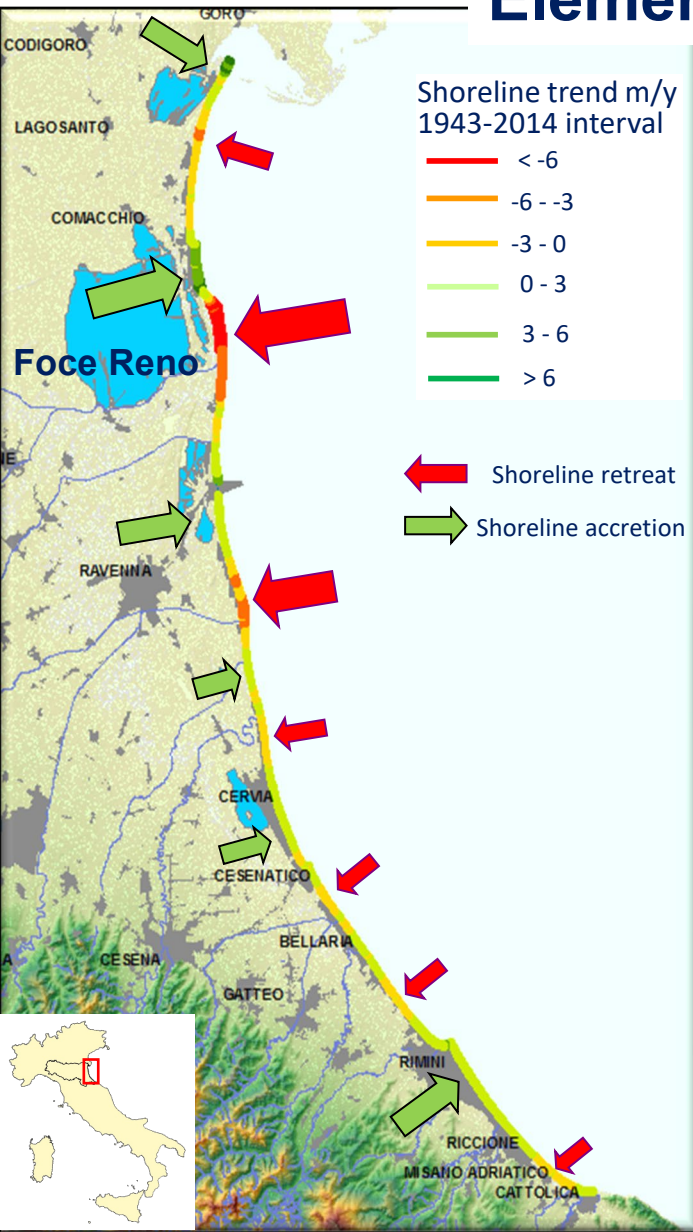 GORO
CODIGORO
LAGOSANTO
COMACCHIO
Foce Reno
RAVENNA
CERVIA
CESENATICO
BELLARIA
CESENA
GATTEO
RIMINI
RICCIONE
MISANO ADRIATICO
CATTOLICA
Shoreline trend m/y
1943-2014 interval
< -6
-6 - -3
-3 - 0
0 - 3
3 - 6
> 6
Shoreline retreat
Shoreline accretion